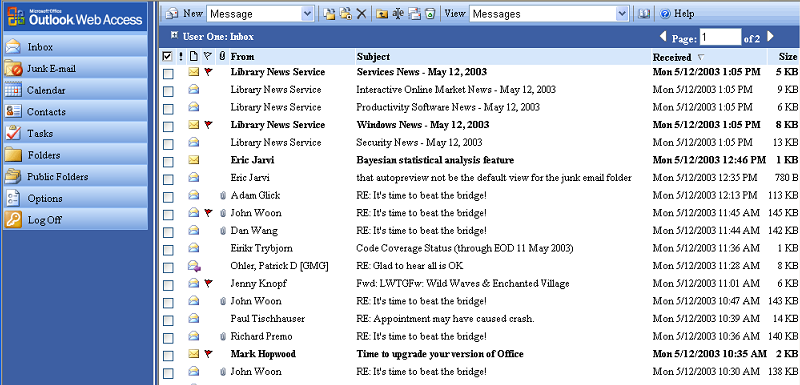 Microsoft Office
Outlook Web Access
Inbox
Junk E-mail
Calendar
Contacts
Tasks
Folders
Public Folders
Options
Log Off
New Message View Messages Help
User One: Inbox Page: 1 of 2
! From Subject Received Size
Library News Service Services News - May 12, 2003 Mon 5/12/2003 1:05 PM 5 KB
Library News Service Interactive Online Market News - May 12, 2003 Mon 5/12/2003 1:05 PM 9 KB
Library News Service Productivity Software News - May 12, 2003 Mon 5/12/2003 1:05 PM 6 KB
Library News Service Windows News - May 12, 2003 Mon 5/12/2003 1:05 PM 8 KB
Library News Service Security News - May 12, 2003 Mon 5/12/2003 1:05 PM 13 KB
Eric Jarvi Bayesian statistical analysis feature Mon 5/12/2003 12:46 PM 1 KB
Eric Jarvi that autopreview not be the default view for the junk email folder Mon 5/12/2003 12:35 PM 780 B
Adam Glick RE: It's time to beat the bridge! Mon 5/12/2003 12:13 PM 113 KB
John Woon RE: It's time to beat the bridge! Mon 5/12/2003 11:45 AM 145 KB
Dan Wang RE: It's time to beat the bridge! Mon 5/12/2003 11:44 AM 142 KB
Eirikr Trybjorn Code Coverage Status (through EOD 11 May 2003) Mon 5/12/2003 11:36 AM 1 KB
Ohler, Patrick D [GMG] RE: Glad to hear all is OK Mon 5/12/2003 11:28 AM 8 KB
Jenny Knopf Fwd: LWTGFw: Wild Waves & Enchanted Village Mon 5/12/2003 11:01 AM 6 KB
John Woon RE: It's time to beat the bridge! Mon 5/12/2003 10:47 AM 143 KB
Paul Tischhauser RE: Appointment may have caused crash. Mon 5/12/2003 10:39 AM 14 KB
Richard Premo RE: It's time to beat the bridge! Mon 5/12/2003 10:36 AM 140 KB
Mark Hopwood Time to upgrade your version of Office Mon 5/12/2003 10:35 AM 2 KB
John Woon RE: It's time to beat the bridge! Mon 5/12/2003 10:30 AM 138 KB